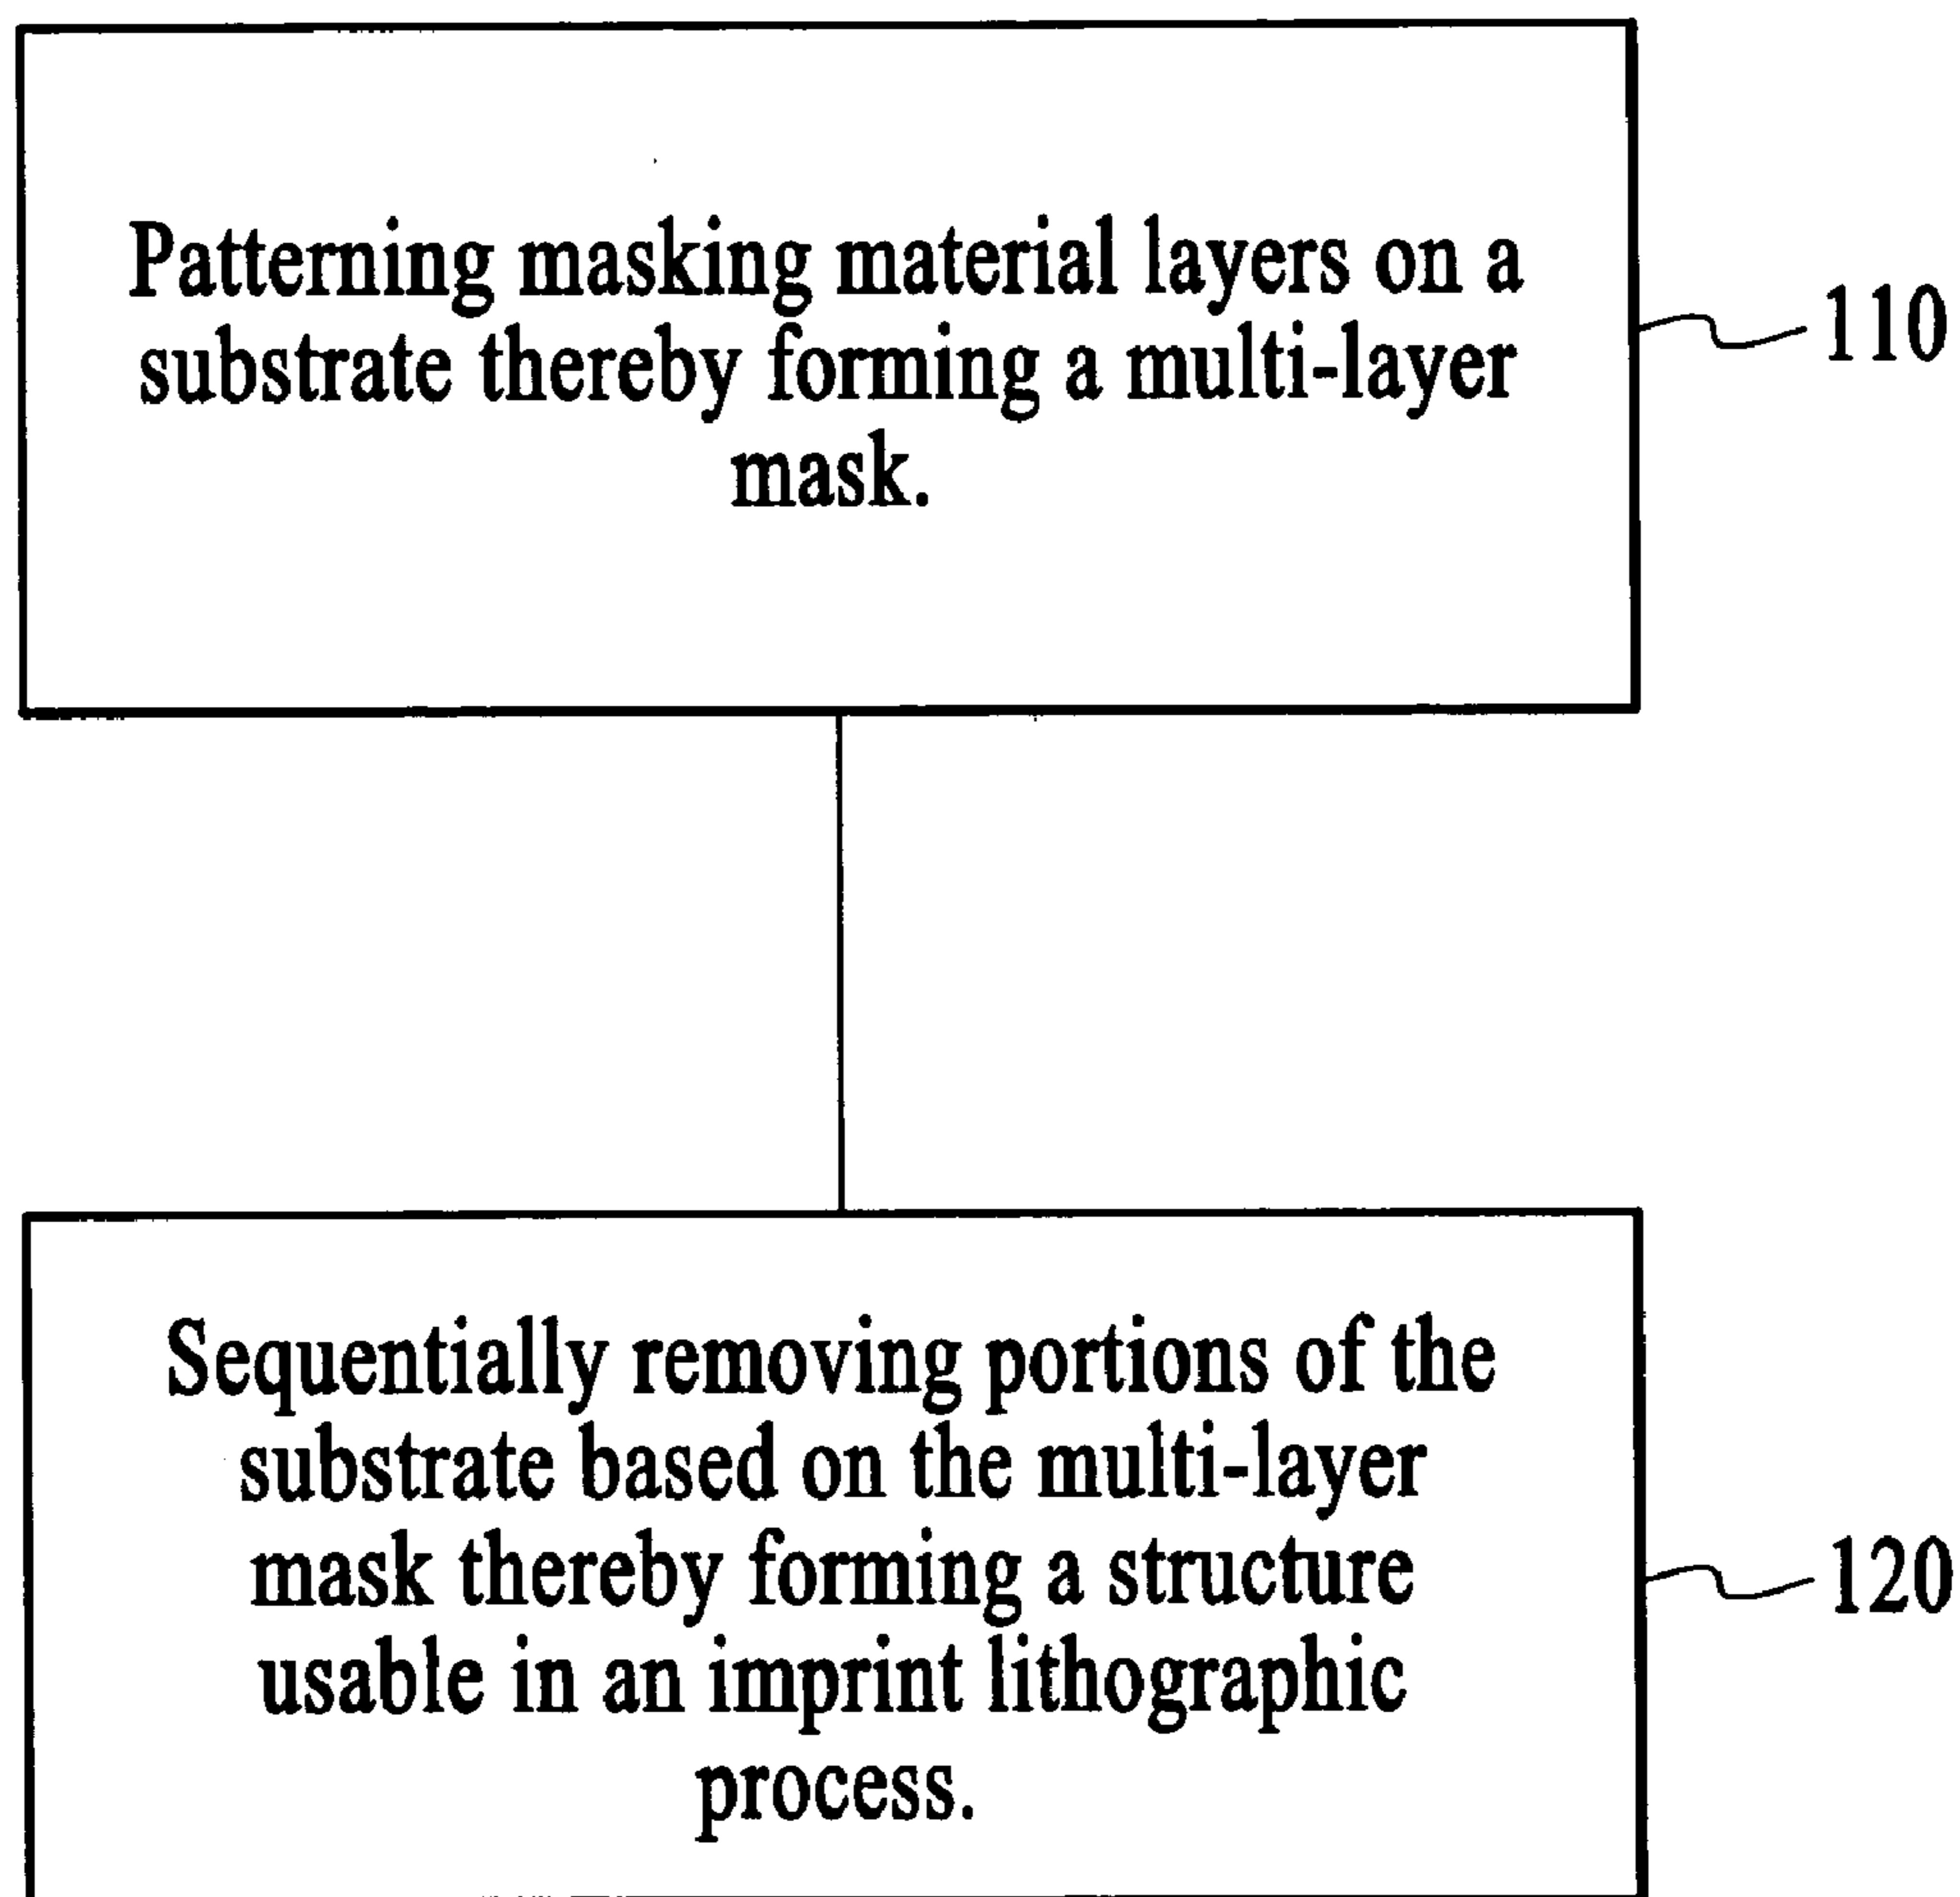 Patterning masking material layers on a
substrate thereby forming a multi-layer
mask.
110
Sequentially removing portions of the
substrate based on the multi-layer
mask thereby forming a structure
usable in an imprint lithographic
process.
120